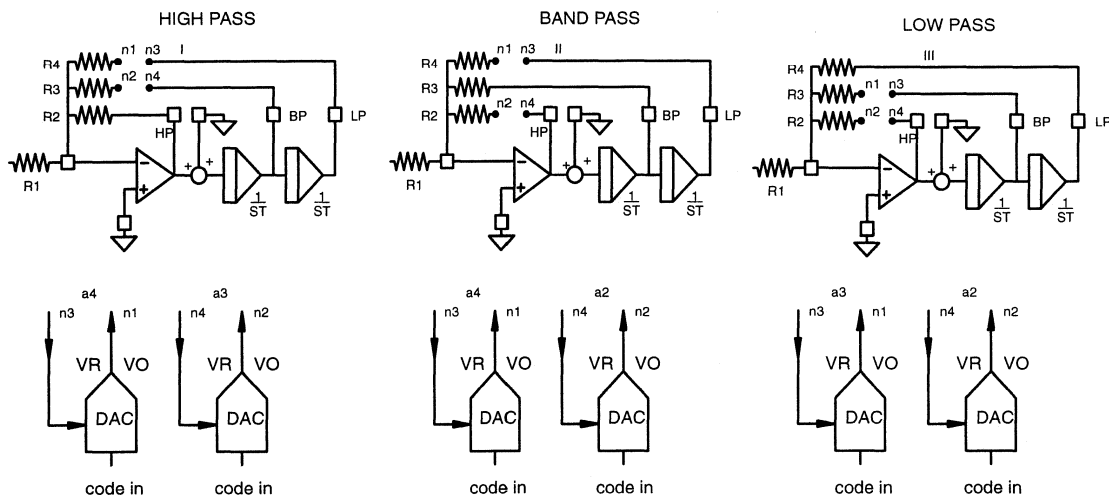 HIGH PASS
n1 n3 I
R4
n2 n4
R3
R2
HP
BP
LP
R1
−
+
+ +
1
ST
1
ST
BAND PASS
n1 n3 II
R4
R3
n2 n4
R2
HP
BP
LP
R1
−
+
+ +
1
ST
1
ST
LOW PASS
III
R4
n1 n3
R3
n2 n4
R2
HP
BP
LP
R1
−
+
+ +
1
ST
1
ST
a4 a3
n3 n1 n4 n2
VR VO VR VO
DAC DAC
code in code in
a4 a2
n3 n1 n4 n2
VR VO VR VO
DAC DAC
code in code in
a3 a2
n3 n1 n4 n2
VR VO VR VO
DAC DAC
code in code in